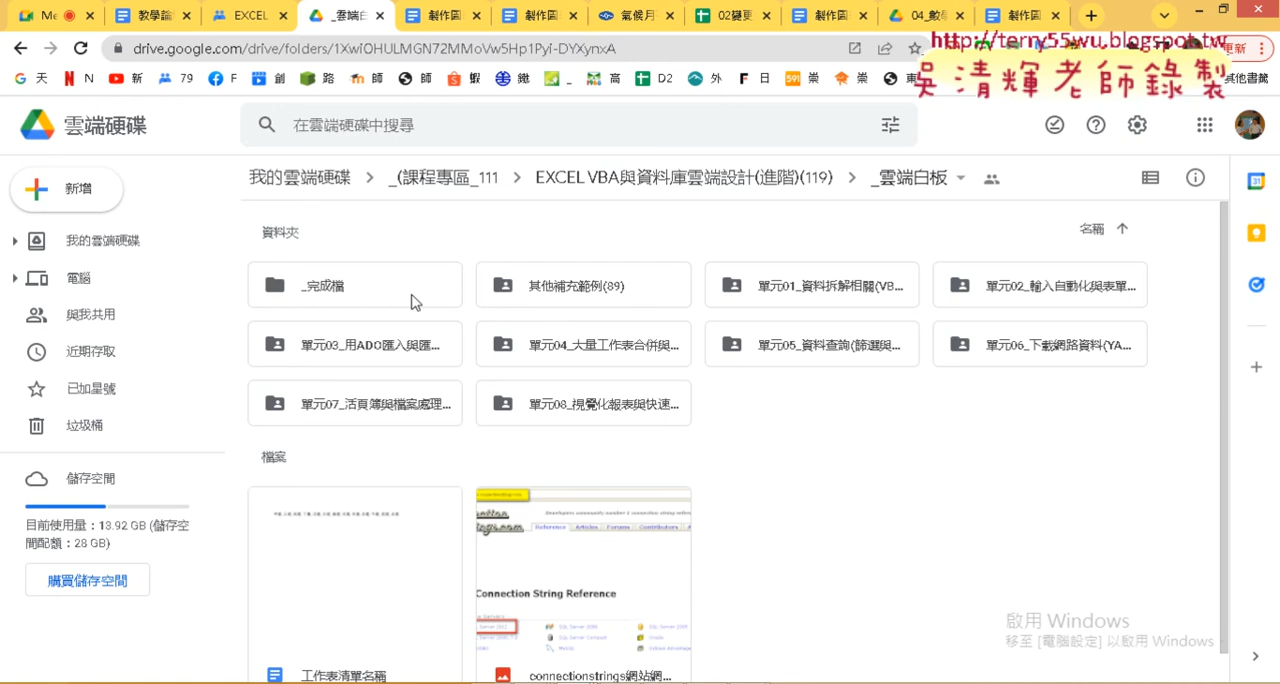 Me
教學論
EXCEL
_雲端白
製作圖
製作圖
氣候月
02變更
製作圖
04_數
製作圖
drive.google.com/drive/folders/1XwiOHULMGN72MMoVw5Hp1Pyi-DYXynxA
更新
http://terry55wu.blogspot.tw
吳清輝老師錄製
天 N 新 79 F 創 路 師 師 蝦 緻 _ 高 D2 外 日 崇 崇 東 其他書籤
雲端硬碟
在雲端硬碟中搜尋
新增
我的雲端硬碟
電腦
與我共用
近期存取
已加星號
垃圾桶
儲存空間
目前使用量：13.92 GB (儲存空
間配額：28 GB)
購買儲存空間
我的雲端硬碟 > _(課程專區_111 > EXCEL VBA與資料庫雲端設計(進階)(119) > _雲端白板
資料夾
名稱
_完成檔
其他補充範例(89)
單元01_資料拆解相關(VB...
單元02_輸入自動化與表單...
單元03_用ADO匯入與匯...
單元04_大量工作表合併與...
單元05_資料查詢(篩選與...
單元06_下載網路資料(YA...
單元07_活頁簿與檔案處理...
單元08_視覺化報表與快速...
檔案
Reference Articles Forums Contributors
Connection String Reference
工作表清單名稱
connectionstrings網站網...
31
啟用 Windows
移至 [電腦設定] 以啟用 Windows